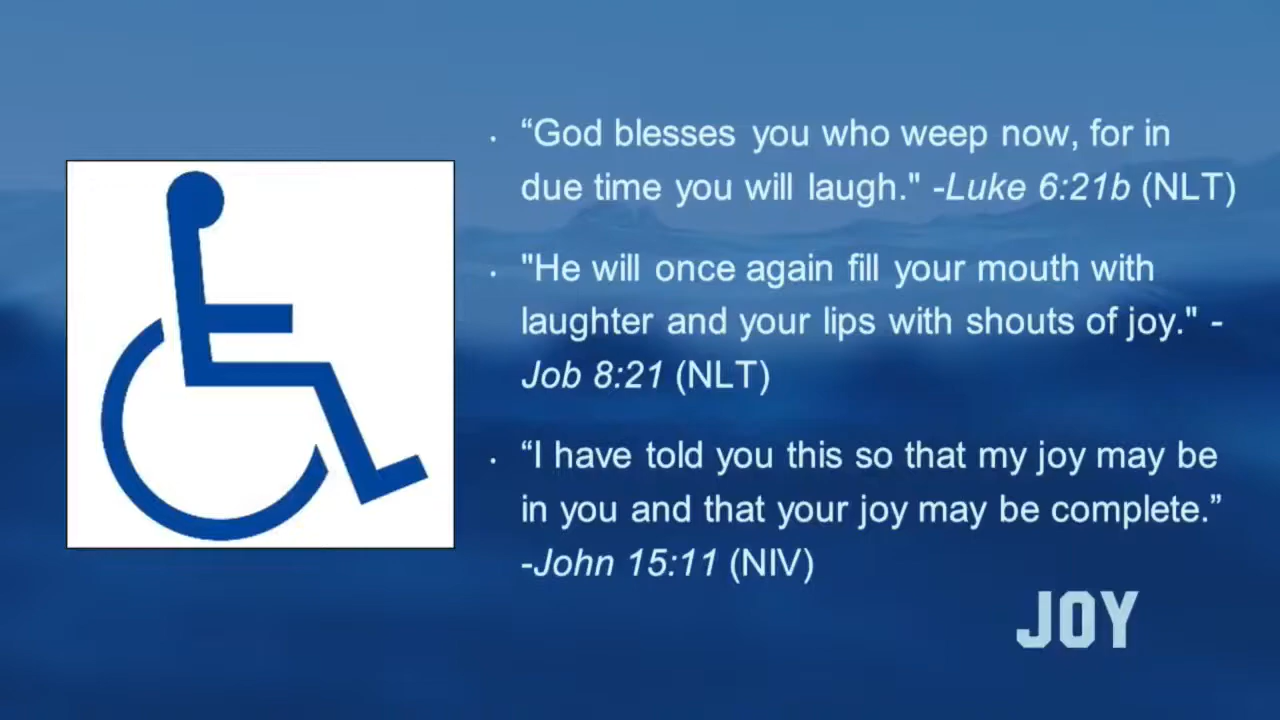 · “God blesses you who weep now, for in
due time you will laugh." -Luke 6:21b (NLT)
· "He will once again fill your mouth with
laughter and your lips with shouts of joy." -
Job 8:21 (NLT)
· “I have told you this so that my joy may be
in you and that your joy may be complete.”
-John 15:11 (NIV)
JOY